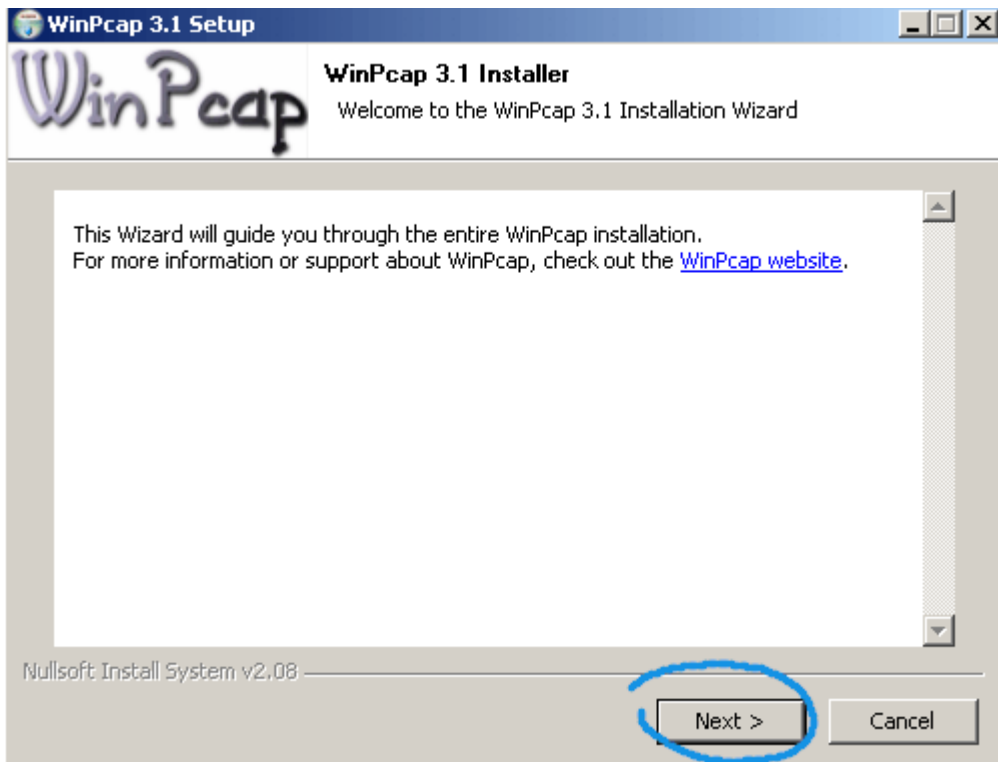 WinPcap 3.1 Setup
WinPcap
WinPcap 3.1 Installer
Welcome to the WinPcap 3.1 Installation Wizard
This Wizard will guide you through the entire WinPcap installation.
For more information or support about WinPcap, check out the WinPcap website.
Nullsoft Install System v2.08
Next >
Cancel